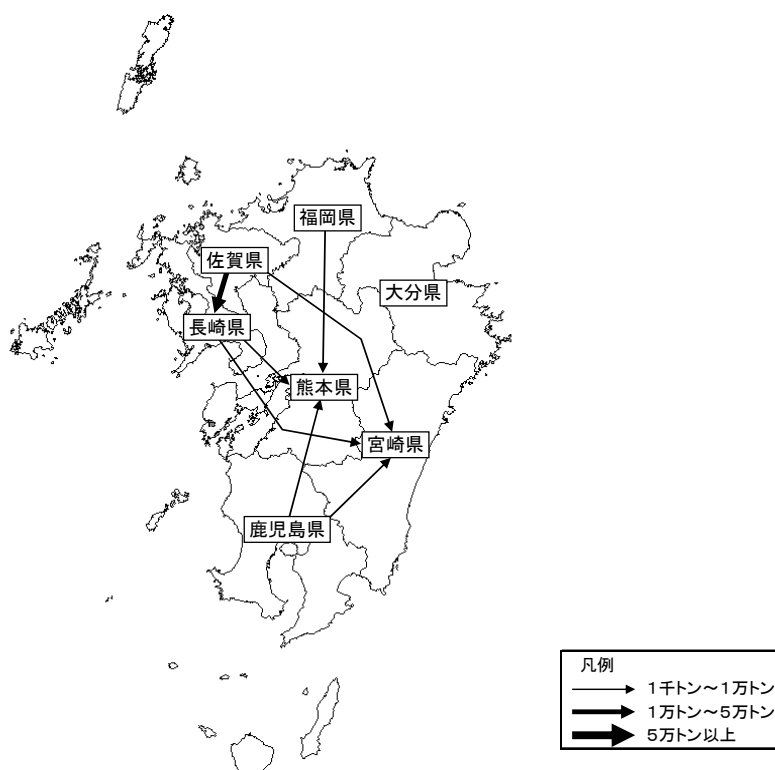 福岡県
佐賀県
大分県
長崎県
熊本県
宮崎県
鹿児島県
凡例
1千トン～1万トン
1万トン～5万トン
5万トン以上